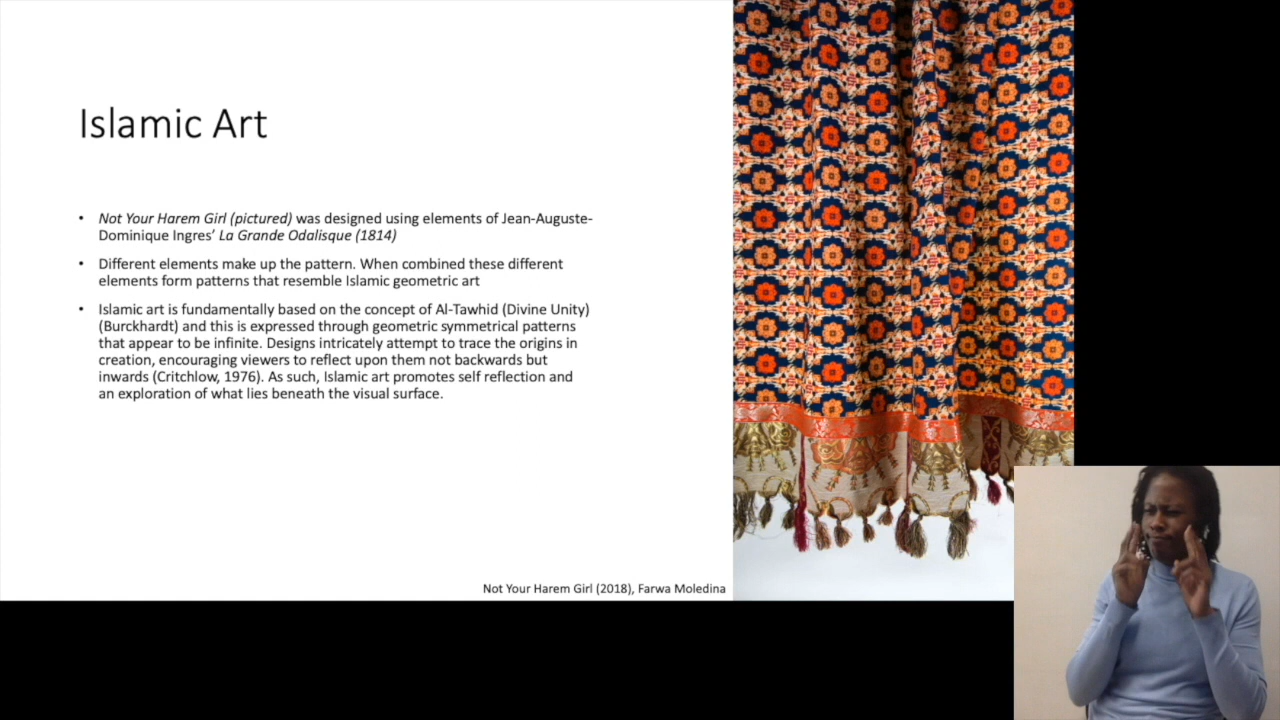 Islamic Art
• Not Your Harem Girl (pictured) was designed using elements of Jean-Auguste-
Dominique Ingres’ La Grande Odalisque (1814)
• Different elements make up the pattern. When combined these different
elements form patterns that resemble Islamic geometric art
• Islamic art is fundamentally based on the concept of Al-Tawhid (Divine Unity)
(Burckhardt) and this is expressed through geometric symmetrical patterns
that appear to be infinite. Designs intricately attempt to trace the origins in
creation, encouraging viewers to reflect upon them not backwards but
inwards (Critchlow, 1976). As such, Islamic art promotes self reflection and
an exploration of what lies beneath the visual surface.
Not Your Harem Girl (2018), Farwa Moledina